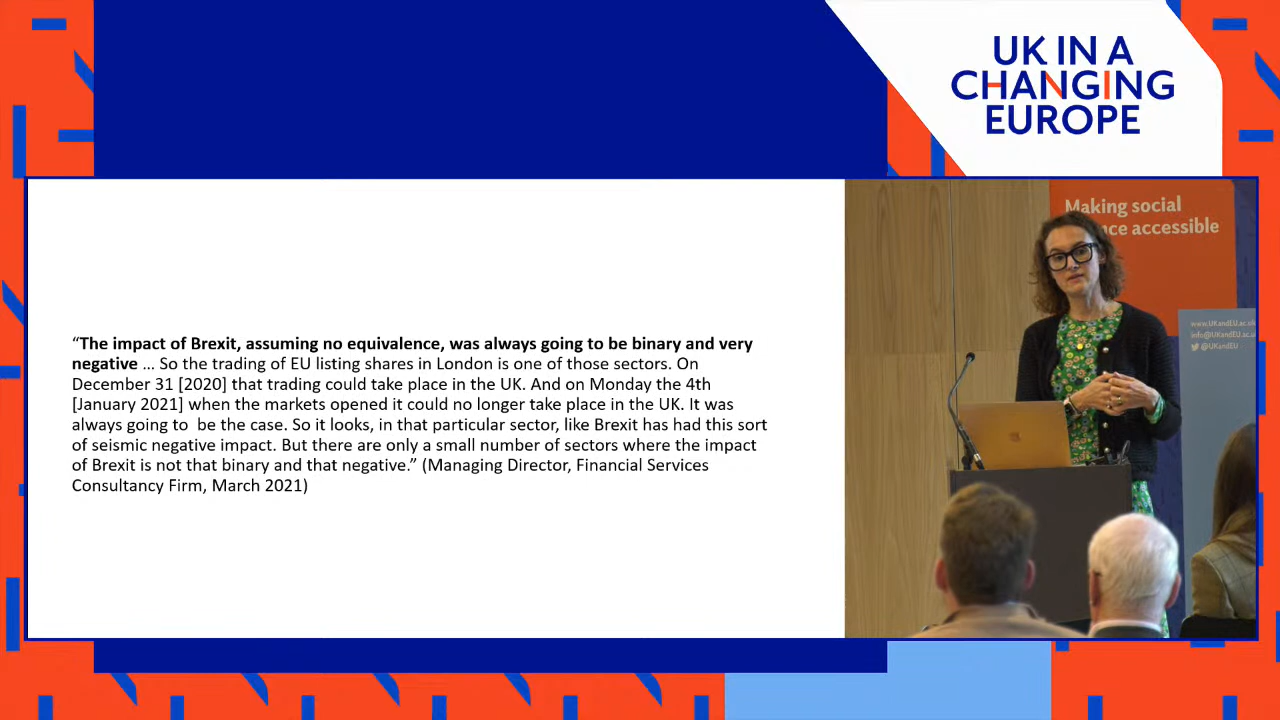 UK IN A
CHANGING
EUROPE
“The impact of Brexit, assuming no equivalence, was always going to be binary and very
negative … So the trading of EU listing shares in London is one of those sectors. On
December 31 [2020] that trading could take place in the UK. And on Monday the 4th
[January 2021] when the markets opened it could no longer take place in the UK. It was
always going to  be the case. So it looks, in that particular sector, like Brexit has had this sort
of seismic negative impact. But there are only a small number of sectors where the impact
of Brexit is not that binary and that negative.” (Managing Director, Financial Services
Consultancy Firm, March 2021)
Making social
accessible
@UKandEU